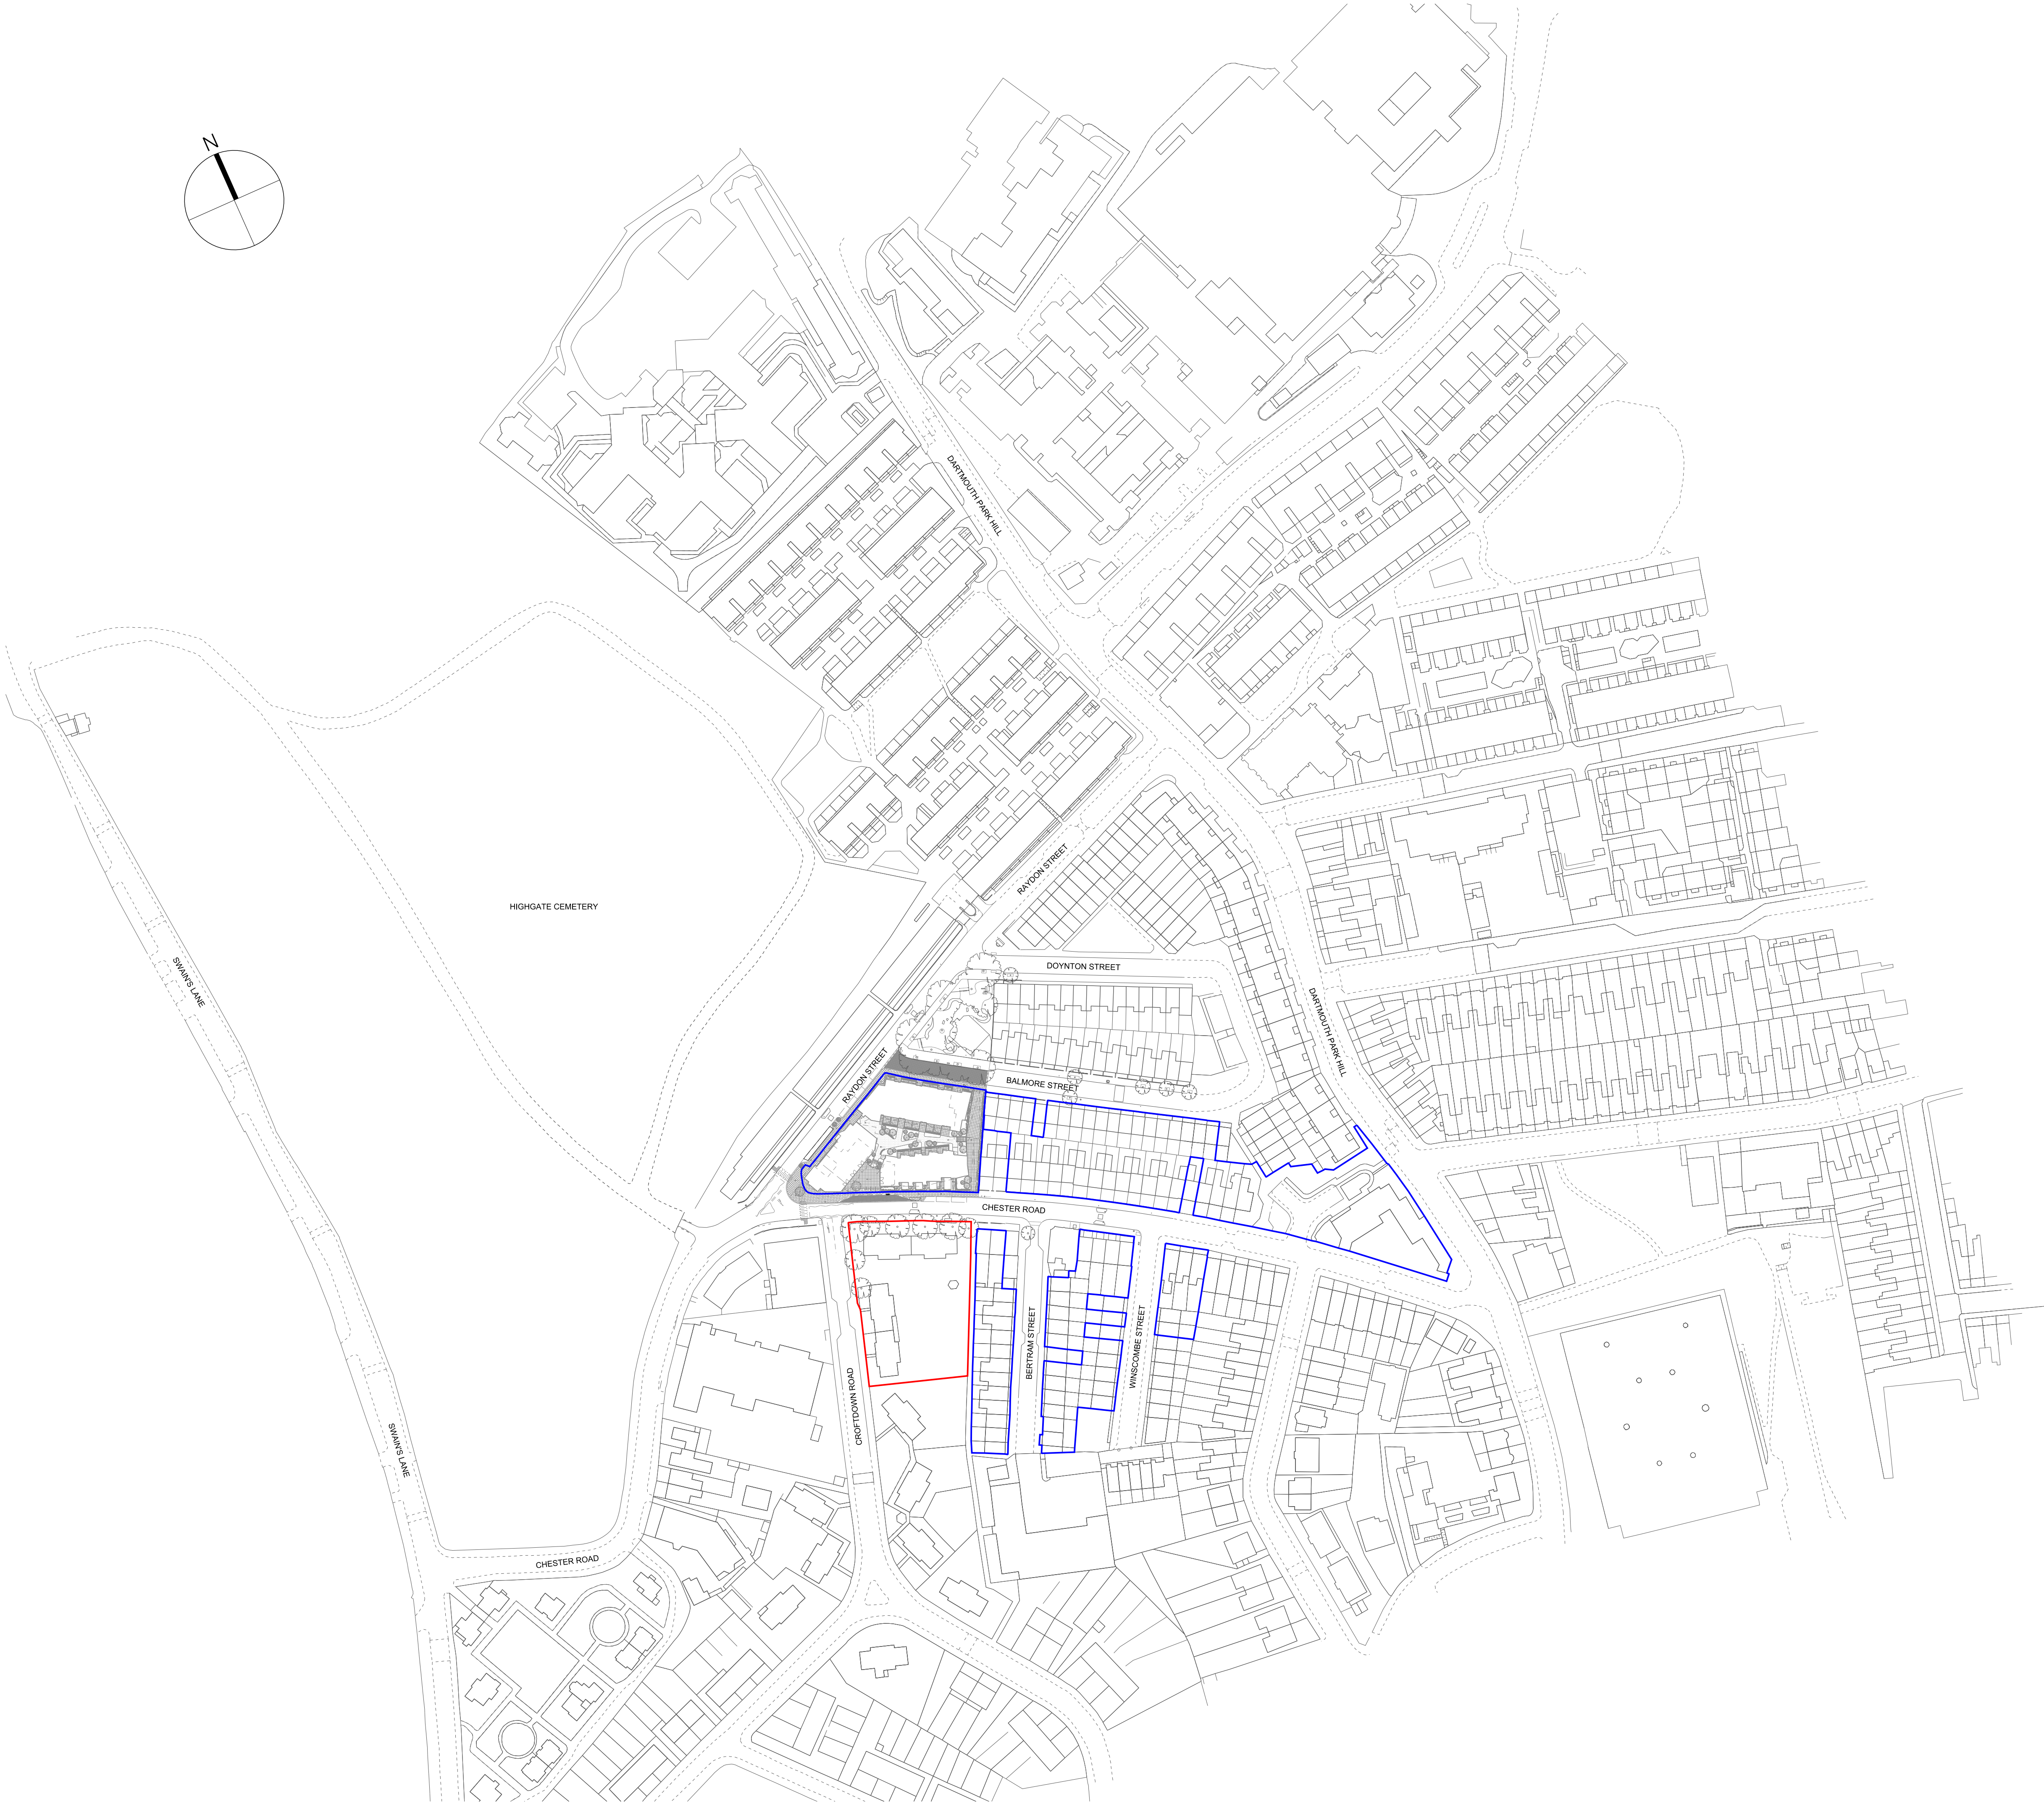 N
DARTMOUTH PARK HILL
RAYDON STREET
HIGHGATE CEMETERY
DOYNTON STREET
SWAIN'S LANE
DARTMOUTH PARK HILL
RAYDON STREET
BALMORE STREET
CHESTER ROAD
BERTRAM STREET
WINSCOMBE STREET
CROFTDOWN ROAD
SWAIN'S LANE
CHESTER ROAD